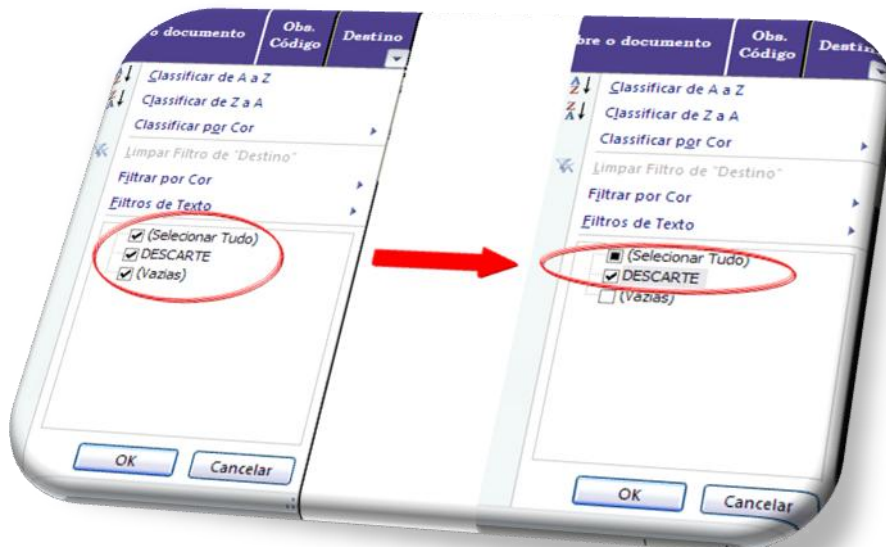 o documento
Obs.
Código
Destino
Classificar de A a Z
Classificar de Z a A
Classificar por Cor
Limpar Filtro de "Destino"
Filtrar por Cor
Filtros de Texto
(Selecionar Tudo)
DESCARTE
(Vazias)
OK
Cancelar
bre o documento
Obs.
Código
Destin
Classificar de A a Z
Classificar de Z a A
Classificar por Cor
Limpar Filtro de "Destino"
Filtrar por Cor
Filtros de Texto
(Selecionar Tudo)
DESCARTE
(Vazias)
OK
Cancelar